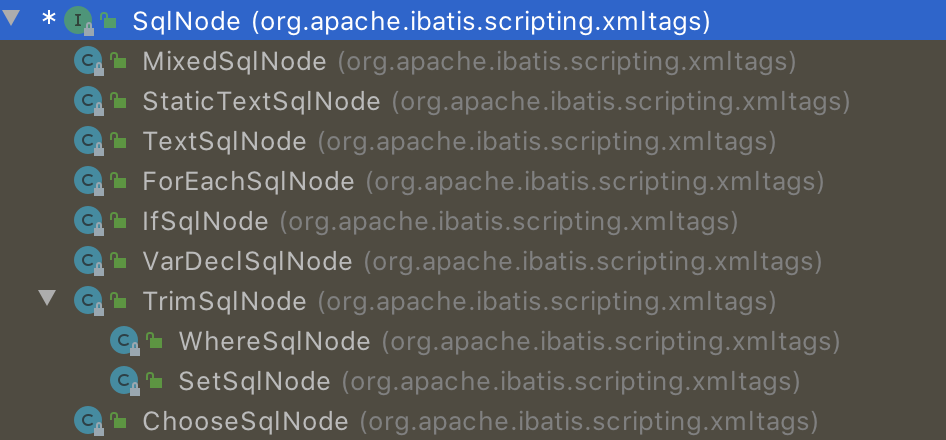 * I SqlNode (org.apache.ibatis.scripting.xmltags)
C MixedSqlNode (org.apache.ibatis.scripting.xmltags)
C StaticTextSqlNode (org.apache.ibatis.scripting.xmltags)
C TextSqlNode (org.apache.ibatis.scripting.xmltags)
C ForEachSqlNode (org.apache.ibatis.scripting.xmltags)
C IfSqlNode (org.apache.ibatis.scripting.xmltags)
C VarDeclSqlNode (org.apache.ibatis.scripting.xmltags)
C TrimSqlNode (org.apache.ibatis.scripting.xmltags)
C WhereSqlNode (org.apache.ibatis.scripting.xmltags)
C SetSqlNode (org.apache.ibatis.scripting.xmltags)
C ChooseSqlNode (org.apache.ibatis.scripting.xmltags)